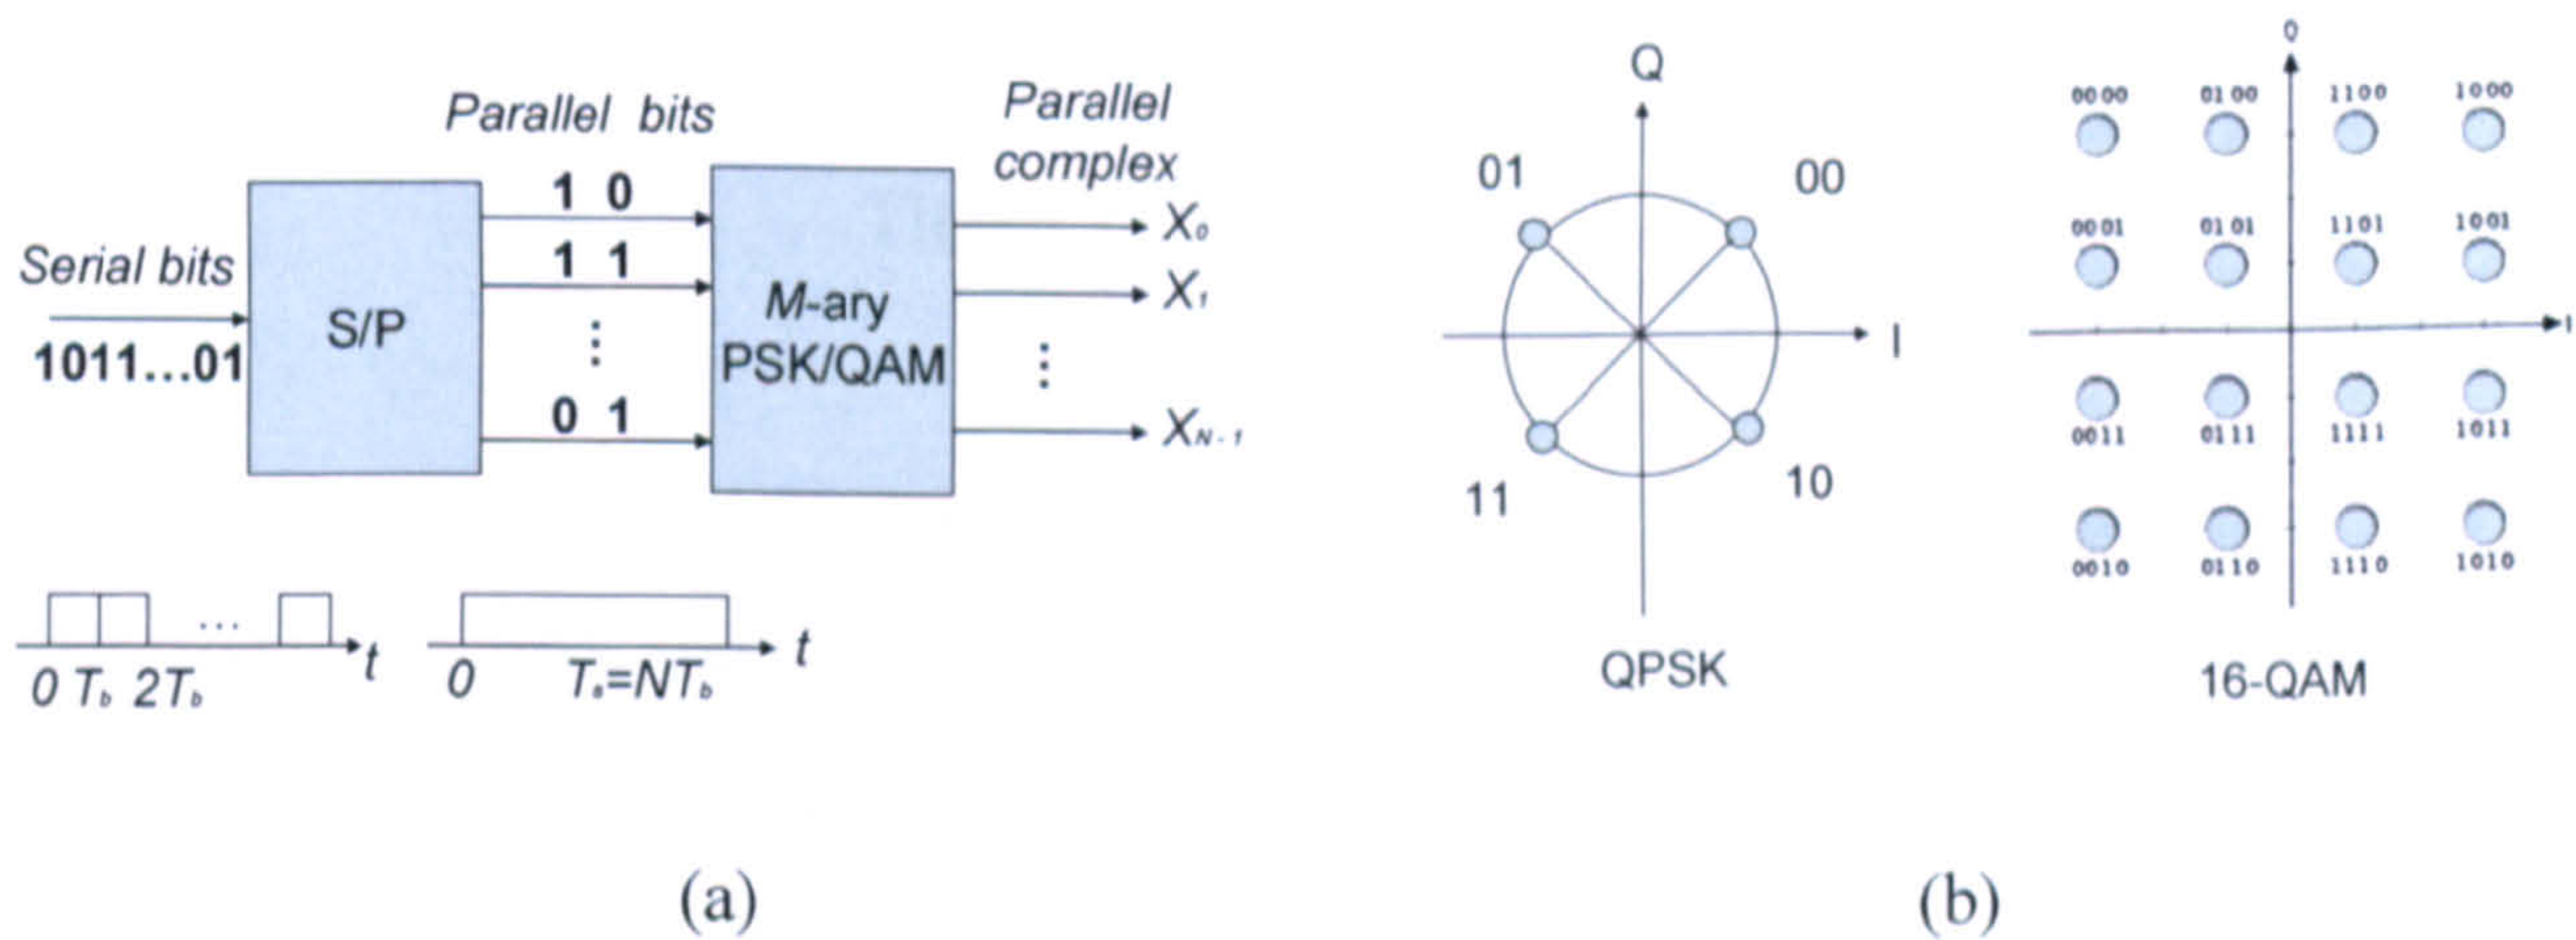 Serial bits
1011...01
S/P
Parallel bits
1 0
1 1
⋮
0 1
M-ary
PSK/QAM
Parallel
complex
X0
X1
⋮
XN-1
0 Tb 2Tb
...
t
0 Ts=NTb
t
(a)
Q
01 00
I
11 10
QPSK
Q
0000 0100 1100 1000
0001 0101 1101 1001
I
0011 0111 1111 1011
0010 0110 1110 1010
16-QAM
(b)